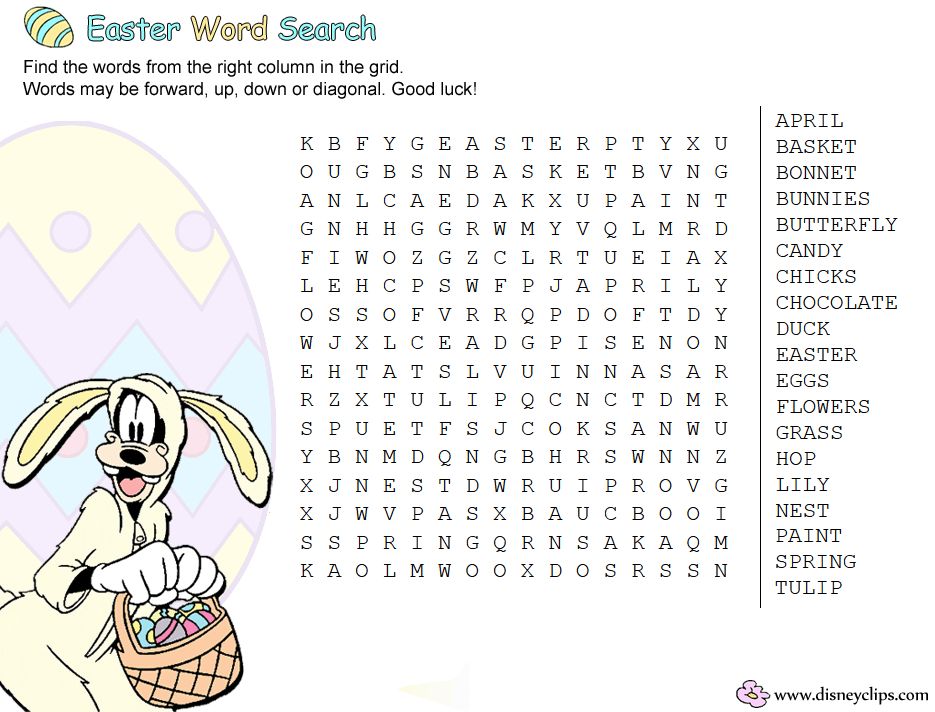 Easter Word Search
Find the words from the right column in the grid.
Words may be forward, up, down or diagonal. Good luck!
K B F Y G E A S T E R P T Y X U
O U G B S N B A S K E T B V N G
A N L C A E D A K X U P A I N T
G N H H G G R W M Y V Q L M R D
F I W O Z G Z C L R T U E I A X
L E H C P S W F P J A P R I L Y
O S S O F V R R Q P D O F T D Y
W J X L C E A D G P I S E N O N
E H T A T S L V U I N N A S A R
R Z X T U L I P Q C N C T D M R
S P U E T F S J C O K S A N W U
Y B N M D Q N G B H R S W N N Z
X J N E S T D W R U I P R O V G
X J W V P A S X B A U C B O O I
S S P R I N G Q R N S A K A Q M
K A O L M W O O X D O S R S S N
APRIL
BASKET
BONNET
BUNNIES
BUTTERFLY
CANDY
CHICKS
CHOCOLATE
DUCK
EASTER
EGGS
FLOWERS
GRASS
HOP
LILY
NEST
PAINT
SPRING
TULIP
www.disneyclips.com